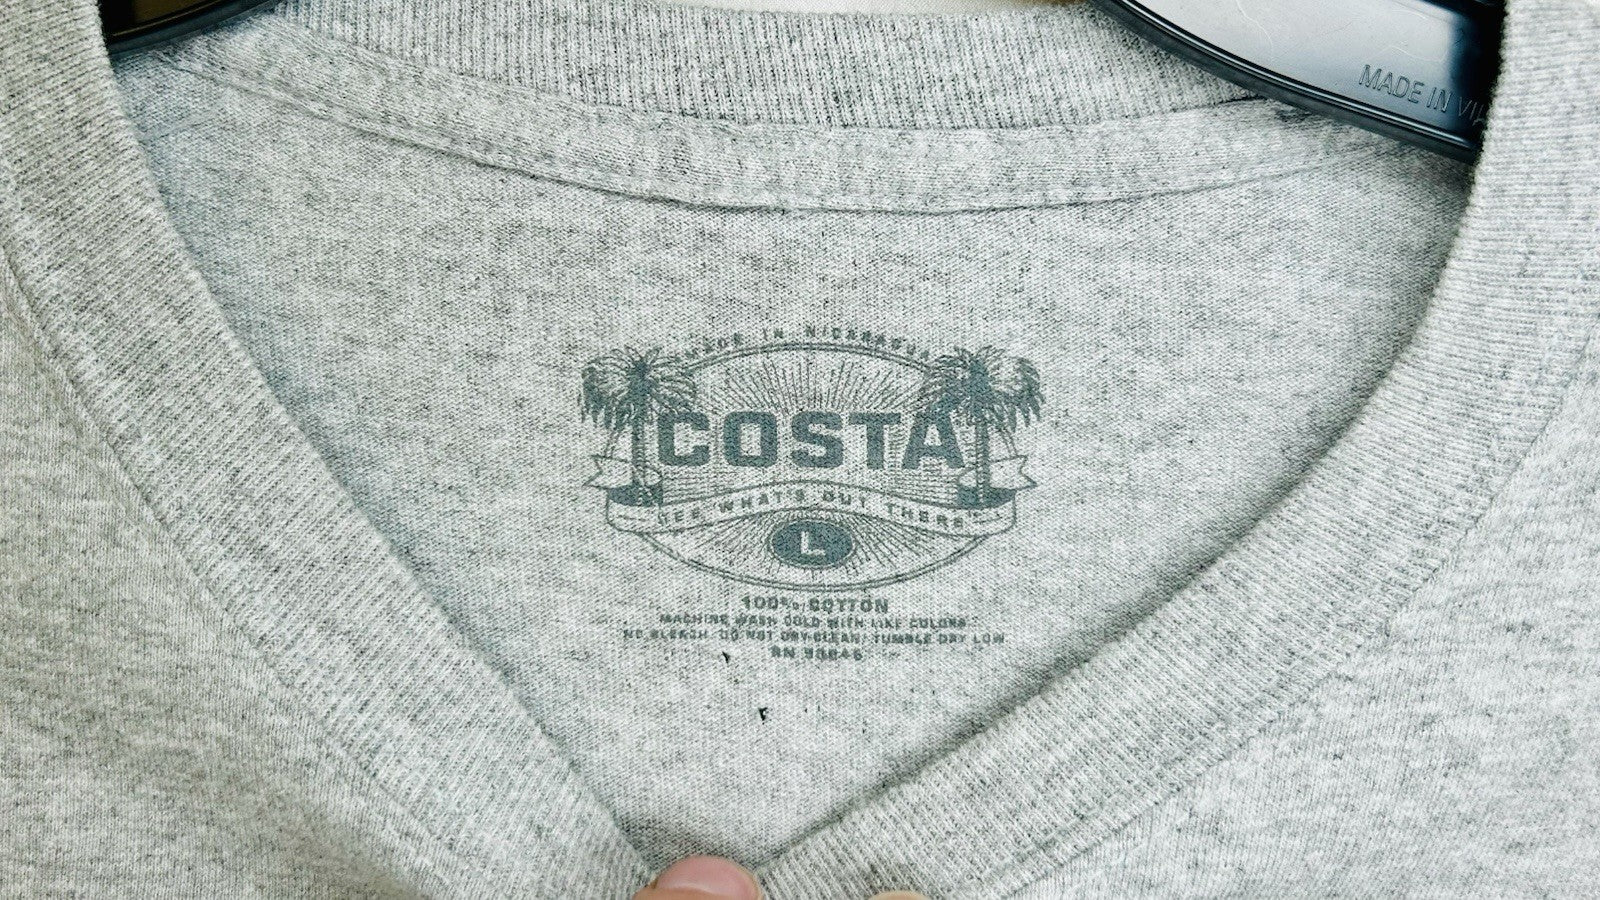 MADE IN
MADE IN NICARAGUA
COSTA
SEE WHAT'S OUT THERE
L
100% COTTON
MACHINE WASH COLD WITH LIKE COLORS
NO BLEACH. DO NOT DRY CLEAN. TUMBLE DRY LOW
RN